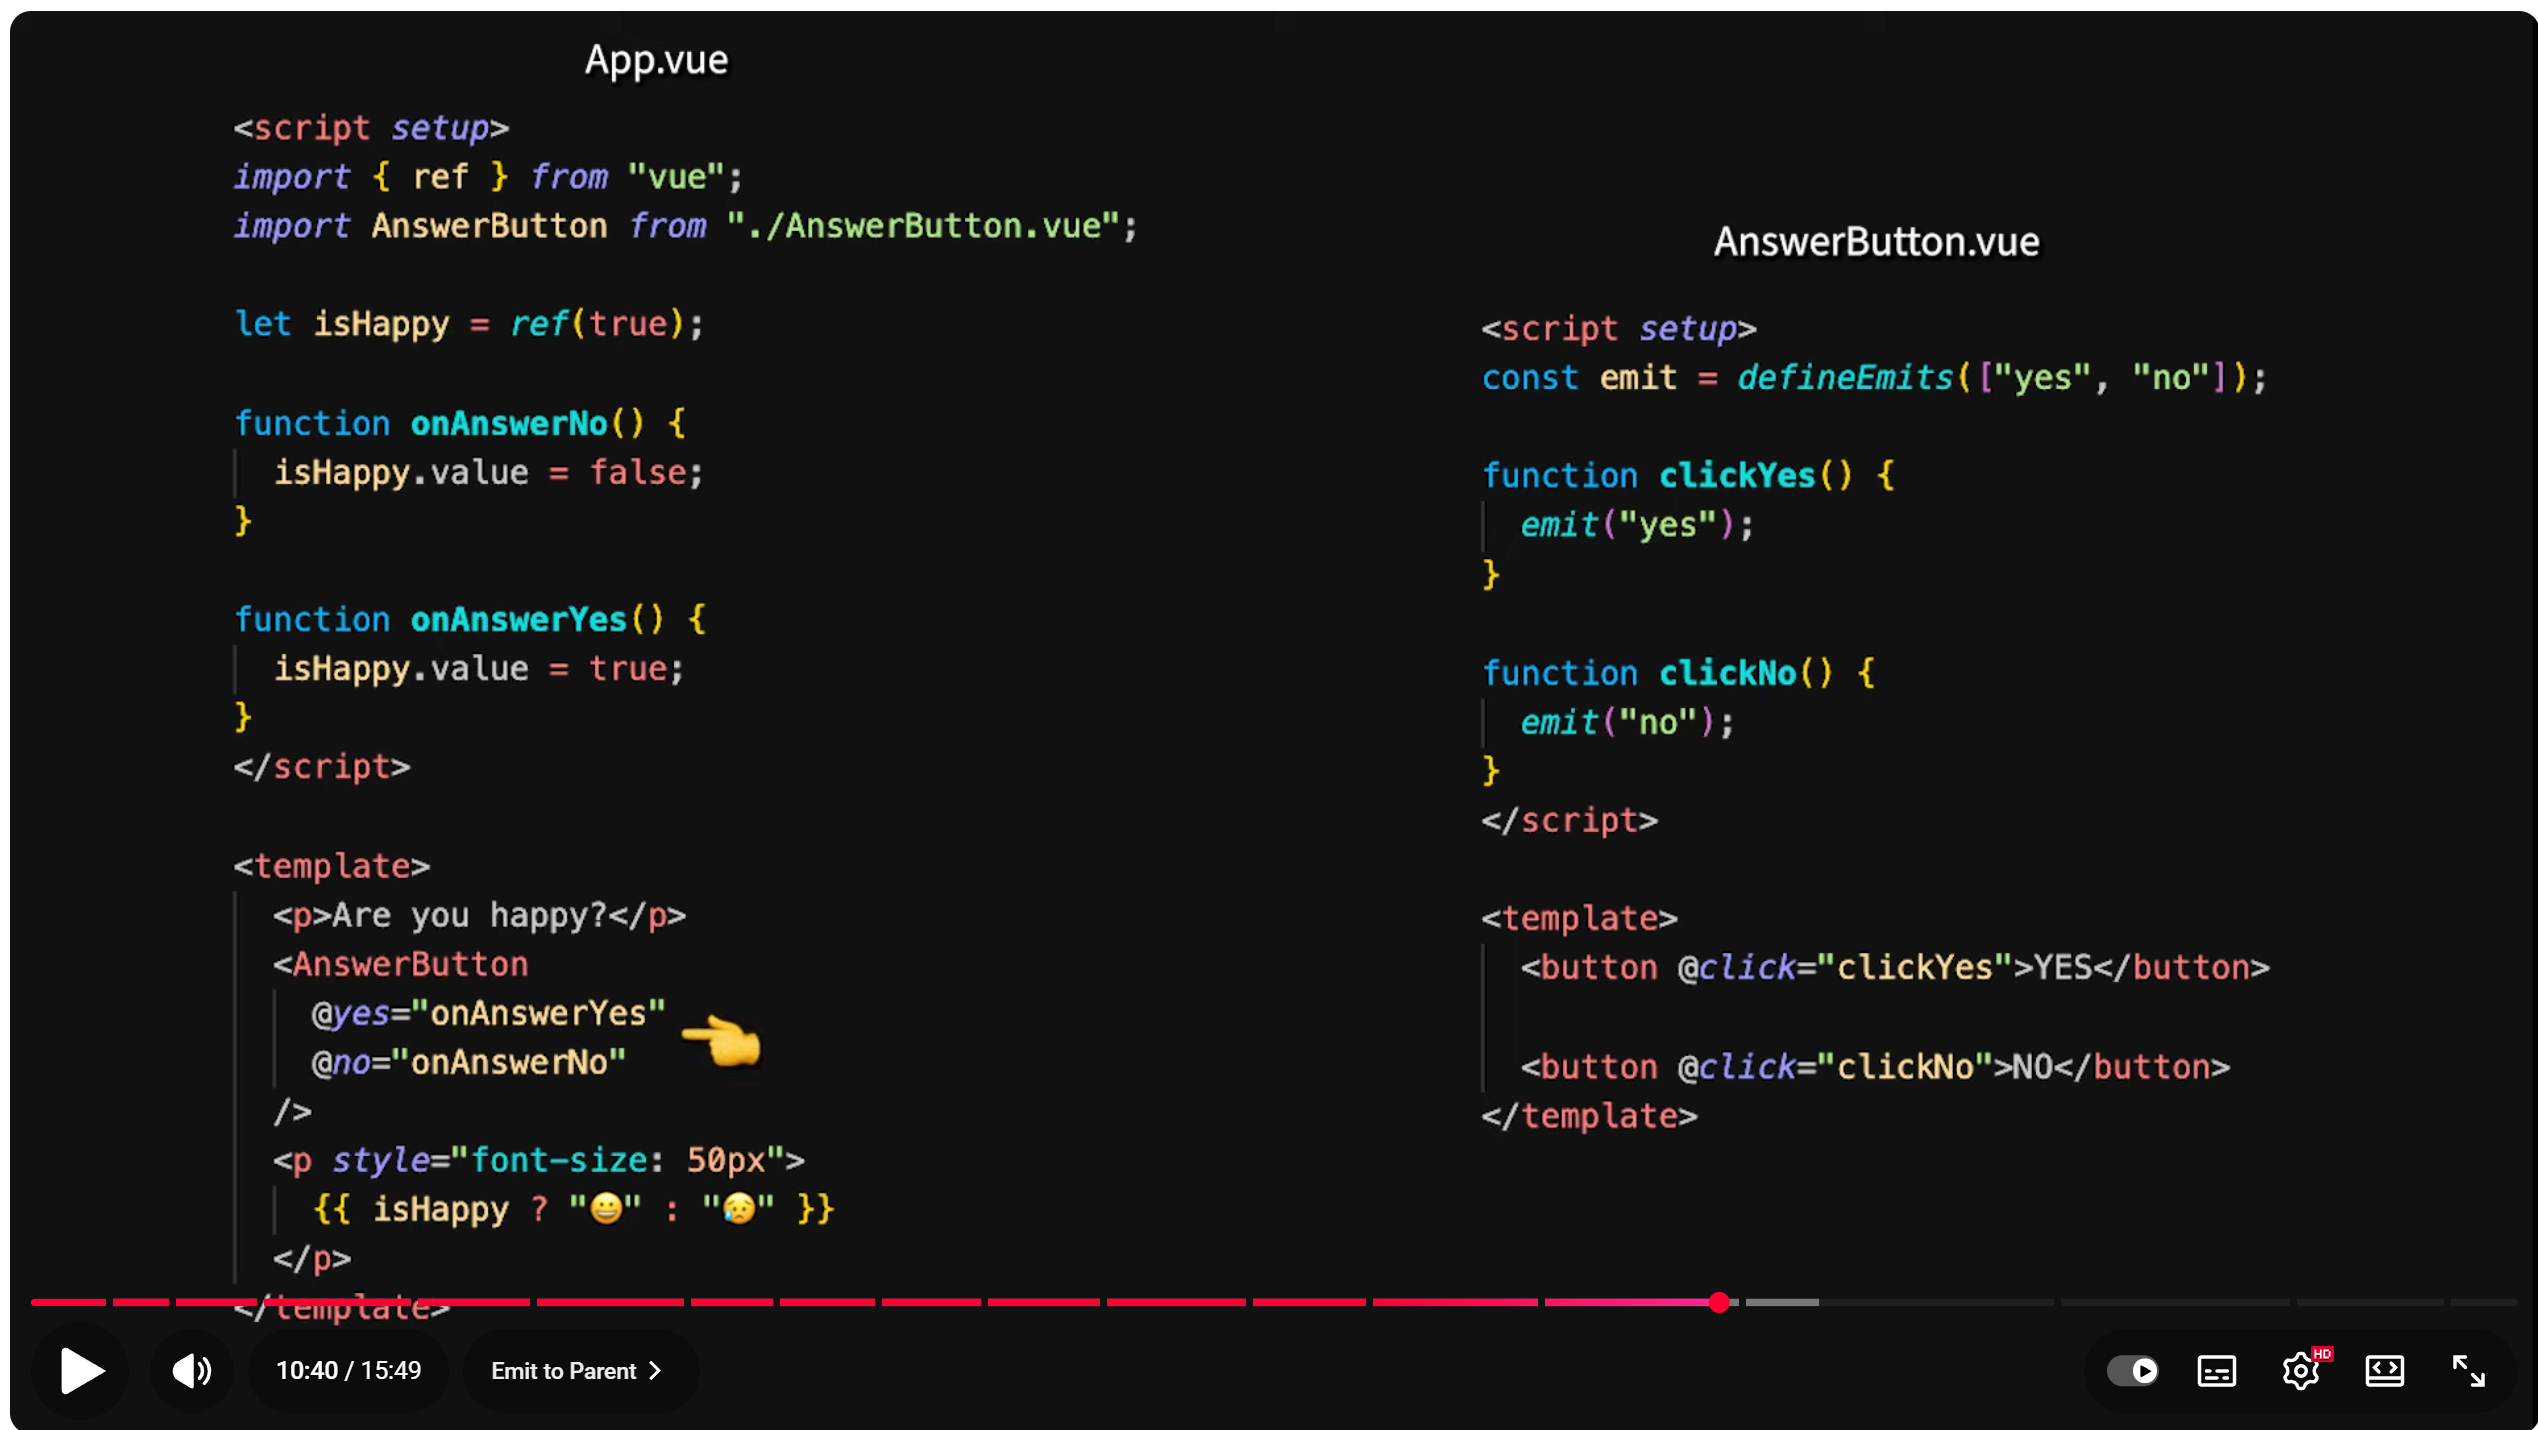 App.vue
<script setup>
import { ref } from "vue";
import AnswerButton from "./AnswerButton.vue";
let isHappy = ref(true);
function onAnswerNo() {
isHappy.value = false;
}
function onAnswerYes() {
isHappy.value = true;
}
</script>
<template>
<p>Are you happy?</p>
<AnswerButton
@yes="onAnswerYes"
@no="onAnswerNo"
/>
<p style="font-size: 50px">
{{ isHappy ? "😀" : "😥" }}
</p>
</template>
AnswerButton.vue
<script setup>
const emit = defineEmits(["yes", "no"]);
function clickYes() {
emit("yes");
}
function clickNo() {
emit("no");
}
</script>
<template>
<button @click="clickYes">YES</button>
<button @click="clickNo">NO</button>
</template>
10:40 / 15:49
Emit to Parent
HD